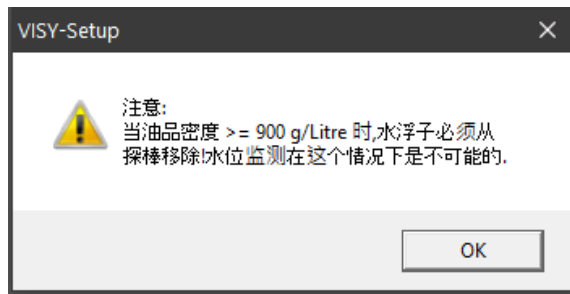 VISY-Setup
注意:
当油品密度 >= 900 g/Litre 时,水浮子必须从
探棒移除!水位监测在这个情况下是不可能的.
OK